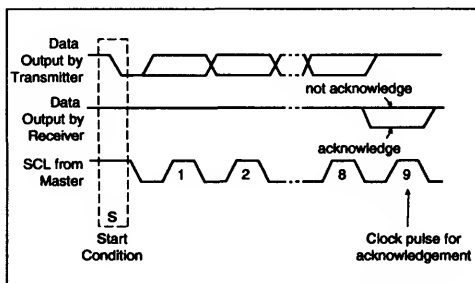 Data
Output by
Transmitter
not acknowledge
Data
Output by
Receiver
acknowledge
SCL from
Master
1 2 8 9
S
Start
Condition
Clock pulse for
acknowledgement